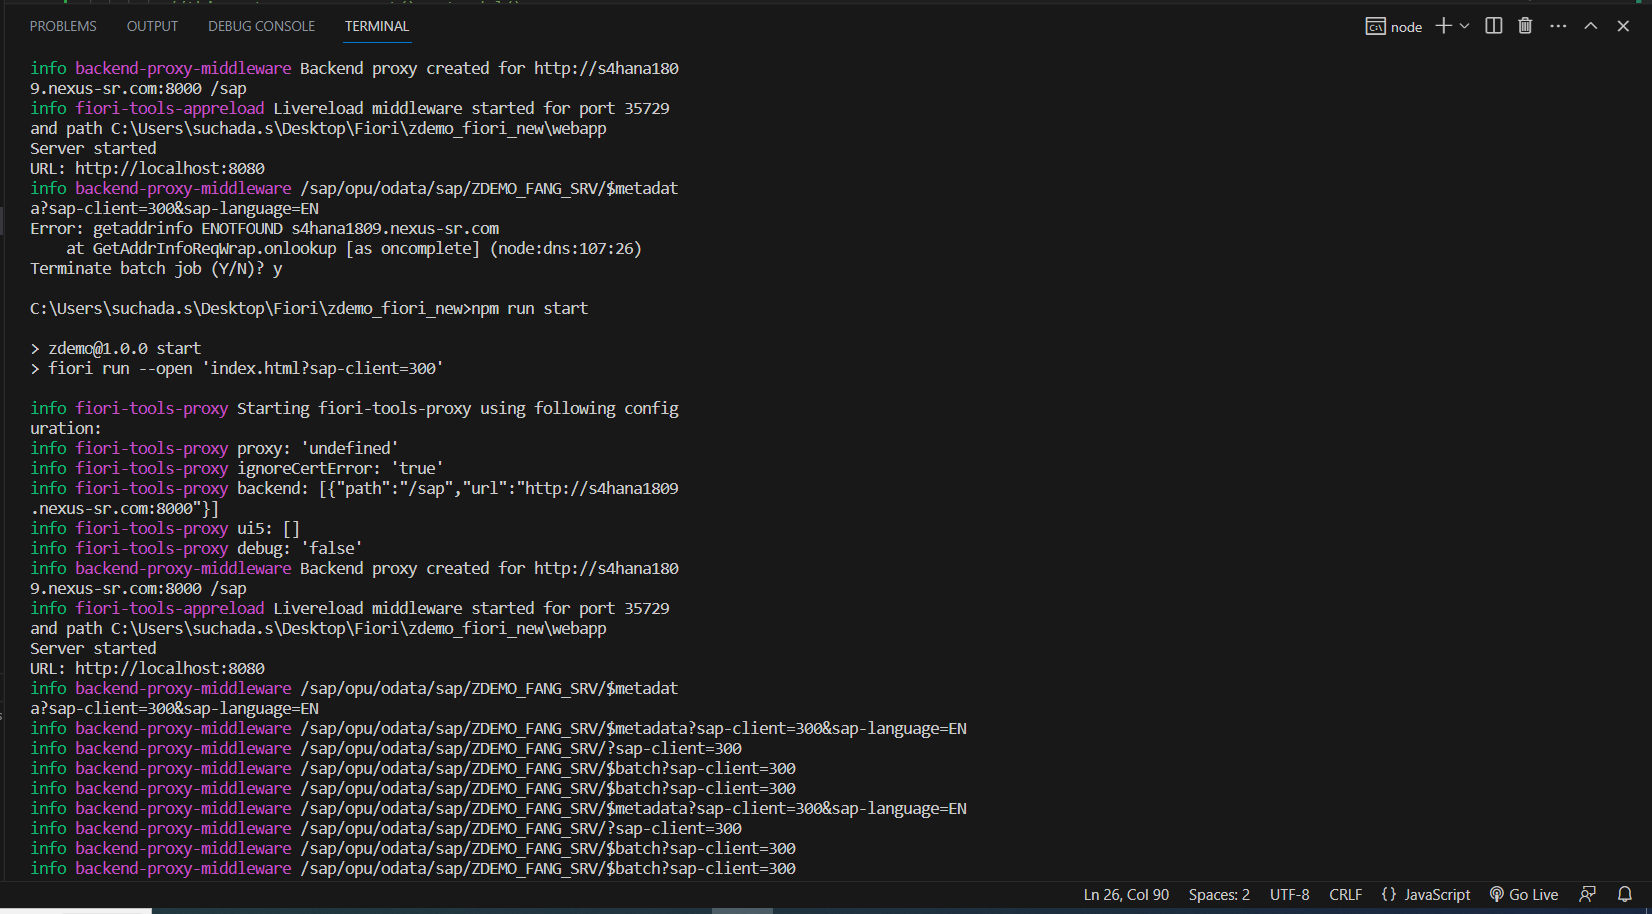 PROBLEMS OUTPUT DEBUG CONSOLE TERMINAL node
info backend-proxy-middleware Backend proxy created for http://s4hana180
9.nexus-sr.com:8000 /sap
info fiori-tools-appreload Livereload middleware started for port 35729
and path C:\Users\suchada.s\Desktop\Fiori\zdemo_fiori_new\webapp
Server started
URL: http://localhost:8080
info backend-proxy-middleware /sap/opu/odata/sap/ZDEMO_FANG_SRV/$metadat
a?sap-client=300&sap-language=EN
Error: getaddrinfo ENOTFOUND s4hana1809.nexus-sr.com
    at GetAddrInfoReqWrap.onlookup [as oncomplete] (node:dns:107:26)
Terminate batch job (Y/N)? y
C:\Users\suchada.s\Desktop\Fiori\zdemo_fiori_new>npm run start
> zdemo@1.0.0 start
> fiori run --open 'index.html?sap-client=300'
info fiori-tools-proxy Starting fiori-tools-proxy using following config
uration:
info fiori-tools-proxy proxy: 'undefined'
info fiori-tools-proxy ignoreCertError: 'true'
info fiori-tools-proxy backend: [{"path":"/sap","url":"http://s4hana1809
.nexus-sr.com:8000"}]
info fiori-tools-proxy ui5: []
info fiori-tools-proxy debug: 'false'
info backend-proxy-middleware Backend proxy created for http://s4hana180
9.nexus-sr.com:8000 /sap
info fiori-tools-appreload Livereload middleware started for port 35729
and path C:\Users\suchada.s\Desktop\Fiori\zdemo_fiori_new\webapp
Server started
URL: http://localhost:8080
info backend-proxy-middleware /sap/opu/odata/sap/ZDEMO_FANG_SRV/$metadat
a?sap-client=300&sap-language=EN
info backend-proxy-middleware /sap/opu/odata/sap/ZDEMO_FANG_SRV/$metadata?sap-client=300&sap-language=EN
info backend-proxy-middleware /sap/opu/odata/sap/ZDEMO_FANG_SRV/?sap-client=300
info backend-proxy-middleware /sap/opu/odata/sap/ZDEMO_FANG_SRV/$batch?sap-client=300
info backend-proxy-middleware /sap/opu/odata/sap/ZDEMO_FANG_SRV/$batch?sap-client=300
info backend-proxy-middleware /sap/opu/odata/sap/ZDEMO_FANG_SRV/$metadata?sap-client=300&sap-language=EN
info backend-proxy-middleware /sap/opu/odata/sap/ZDEMO_FANG_SRV/?sap-client=300
info backend-proxy-middleware /sap/opu/odata/sap/ZDEMO_FANG_SRV/$batch?sap-client=300
info backend-proxy-middleware /sap/opu/odata/sap/ZDEMO_FANG_SRV/$batch?sap-client=300
Ln 26, Col 90 Spaces: 2 UTF-8 CRLF {} JavaScript Go Live